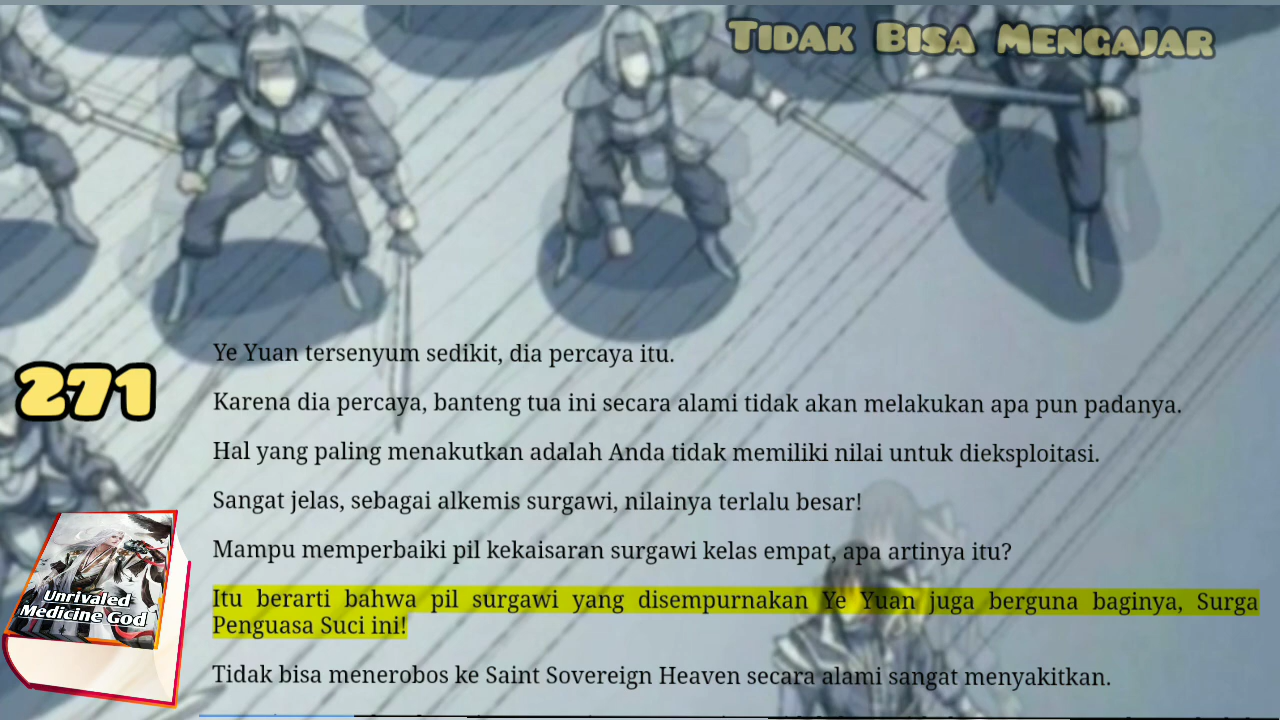 TIDAK BISA MENGAJAR
Ye Yuan tersenyum sedikit, dia percaya itu.
271
Karena dia percaya, banteng tua ini secara alami tidak akan melakukan apa pun padanya.
Hal yang paling menakutkan adalah Anda tidak memiliki nilai untuk dieksploitasi.
Sangat jelas, sebagai alkemis surgawi, nilainya terlalu besar!
Mampu memperbaiki pil kekaisaran surgawi kelas empat, apa artinya itu?
Itu berarti bahwa pil surgawi yang disempurnakan Ye Yuan juga berguna baginya, Surga
Penguasa Suci ini!
Unrivaled
Medicine God
Tidak bisa menerobos ke Saint Sovereign Heaven secara alami sangat menyakitkan.